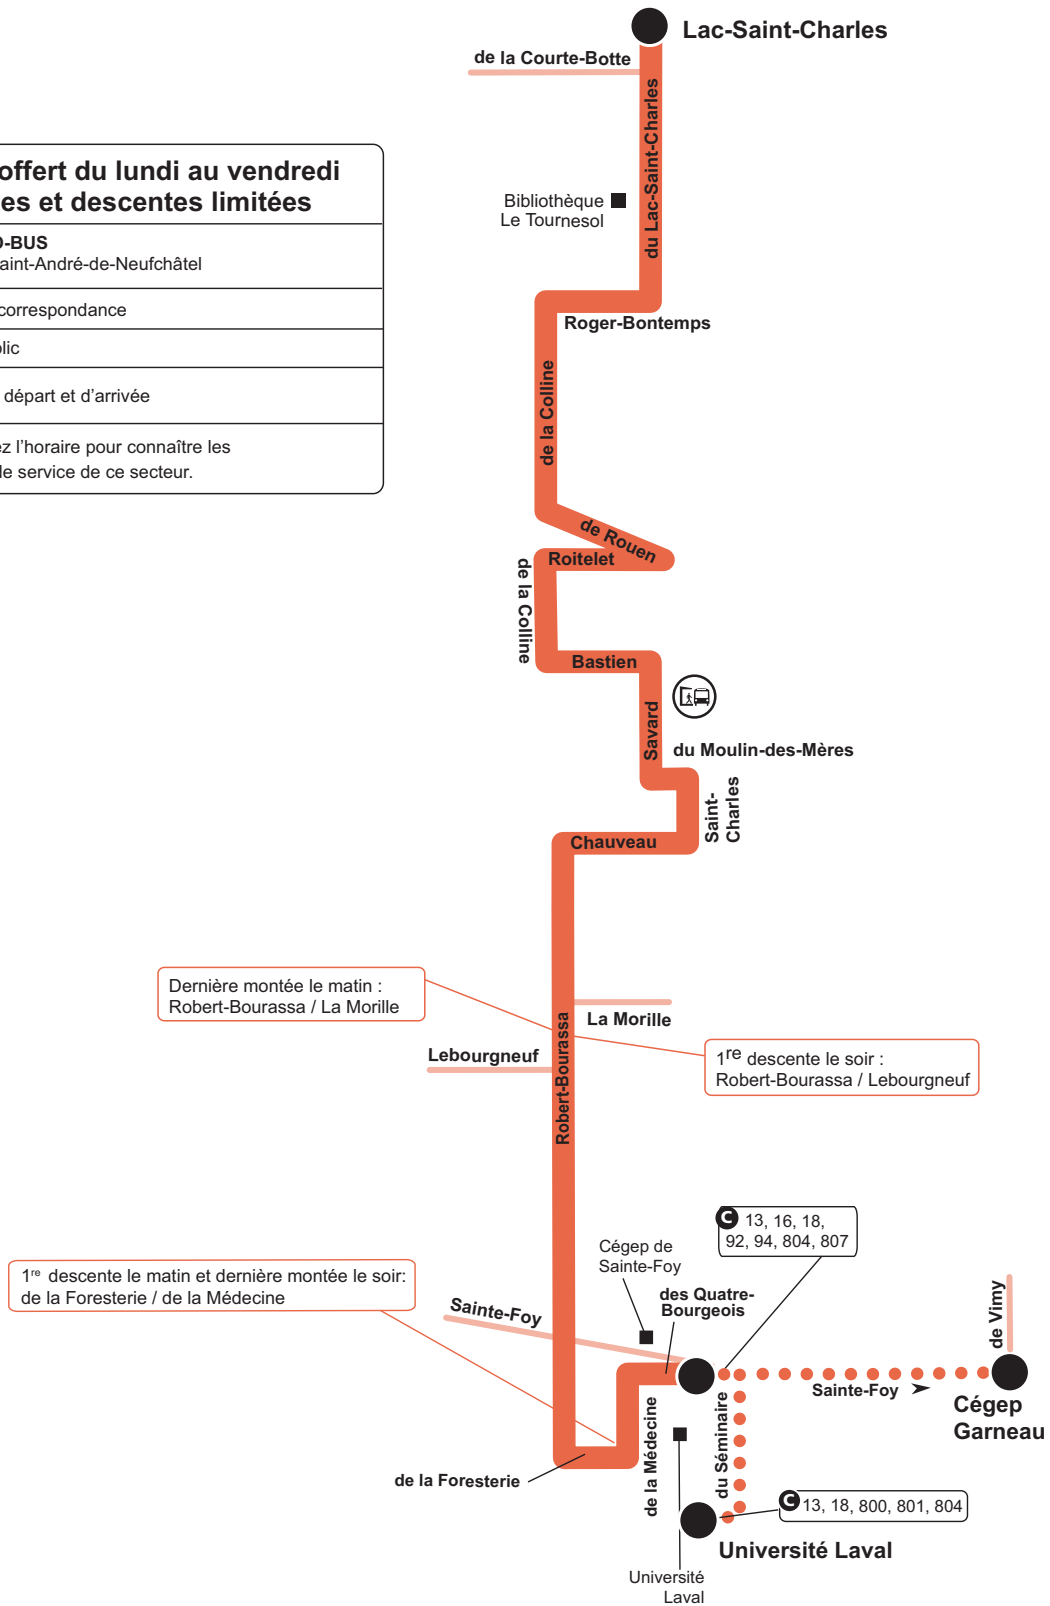 Lac-Saint-Charles
de la Courte-Botte
du Lac-Saint-Charles
offert du lundi au vendredi
es et descentes limitées
O-BUS
aint-André-de-Neufchâtel
correspondance
lic
départ et d'arrivée
ez l'horaire pour connaître les
de service de ce secteur.
Bibliothèque
Le Tournesol
Roger-Bontemps
de la Colline
de Rouen
Roitelet
de la Colline
Bastien
Savard
du Moulin-des-Mères
Saint-
Charles
Chauveau
Dernière montée le matin :
Robert-Bourassa / La Morille
La Morille
Robert-Bourassa
Lebourgneuf
1re descente le soir :
Robert-Bourassa / Lebourgneuf
C 13, 16, 18,
92, 94, 804, 807
Cégep de
Sainte-Foy
1re descente le matin et dernière montée le soir:
de la Foresterie / de la Médecine
des Quatre-
Bourgeois
Sainte-Foy
de Vimy
Sainte-Foy
Cégep
Garneau
de la Médecine
du Séminaire
de la Foresterie
C 13, 18, 800, 801, 804
Université Laval
Université
Laval